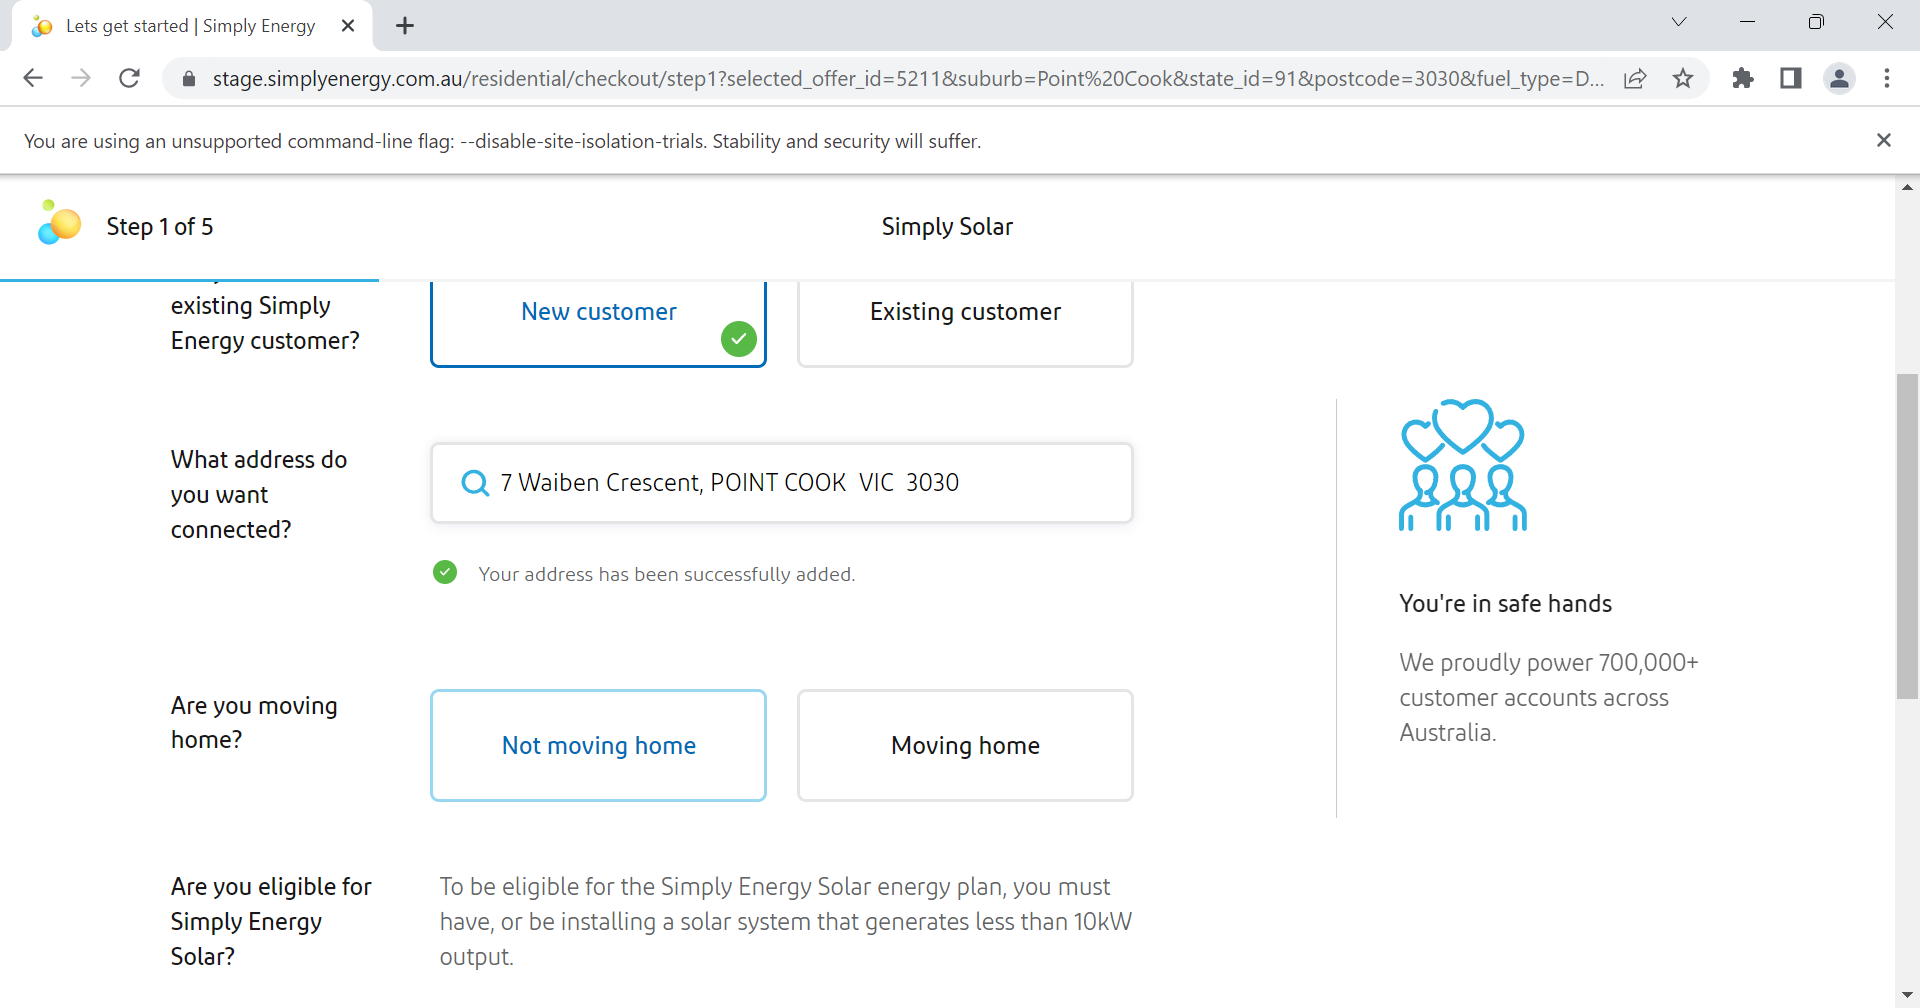 Lets get started | Simply Energy
stage.simplyenergy.com.au/residential/checkout/step1?selected_offer_id=5211&suburb=Point%20Cook&state_id=91&postcode=3030&fuel_type=D...
You are using an unsupported command-line flag: --disable-site-isolation-trials. Stability and security will suffer.
Step 1 of 5
Simply Solar
existing Simply
Energy customer?
New customer
Existing customer
What address do
you want
connected?
7 Waiben Crescent, POINT COOK  VIC  3030
Your address has been successfully added.
You're in safe hands
We proudly power 700,000+
customer accounts across
Australia.
Are you moving
home?
Not moving home
Moving home
Are you eligible for
Simply Energy
Solar?
To be eligible for the Simply Energy Solar energy plan, you must
have, or be installing a solar system that generates less than 10kW
output.